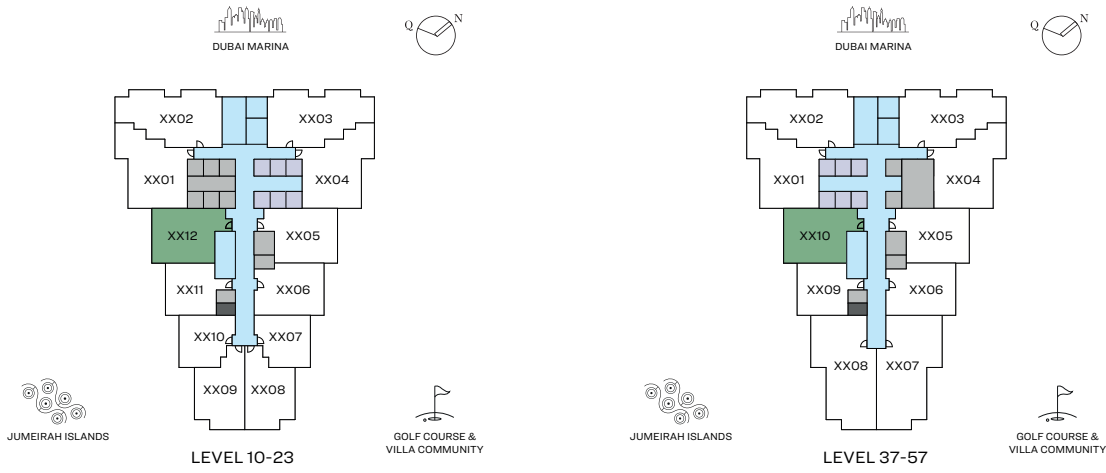 DUBAI MARINA
Q
N
XX02
XX03
XX01
XX04
XX12
XX05
XX11
XX06
XX10
XX07
XX09
XX08
JUMEIRAH ISLANDS
GOLF COURSE &
VILLA COMMUNITY
LEVEL 10-23
DUBAI MARINA
Q
N
XX02
XX03
XX01
XX04
XX10
XX05
XX09
XX06
XX08
XX07
JUMEIRAH ISLANDS
GOLF COURSE &
VILLA COMMUNITY
LEVEL 37-57